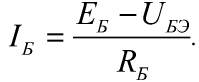 I_Б = (E_Б − U_БЭ) / R_Б.